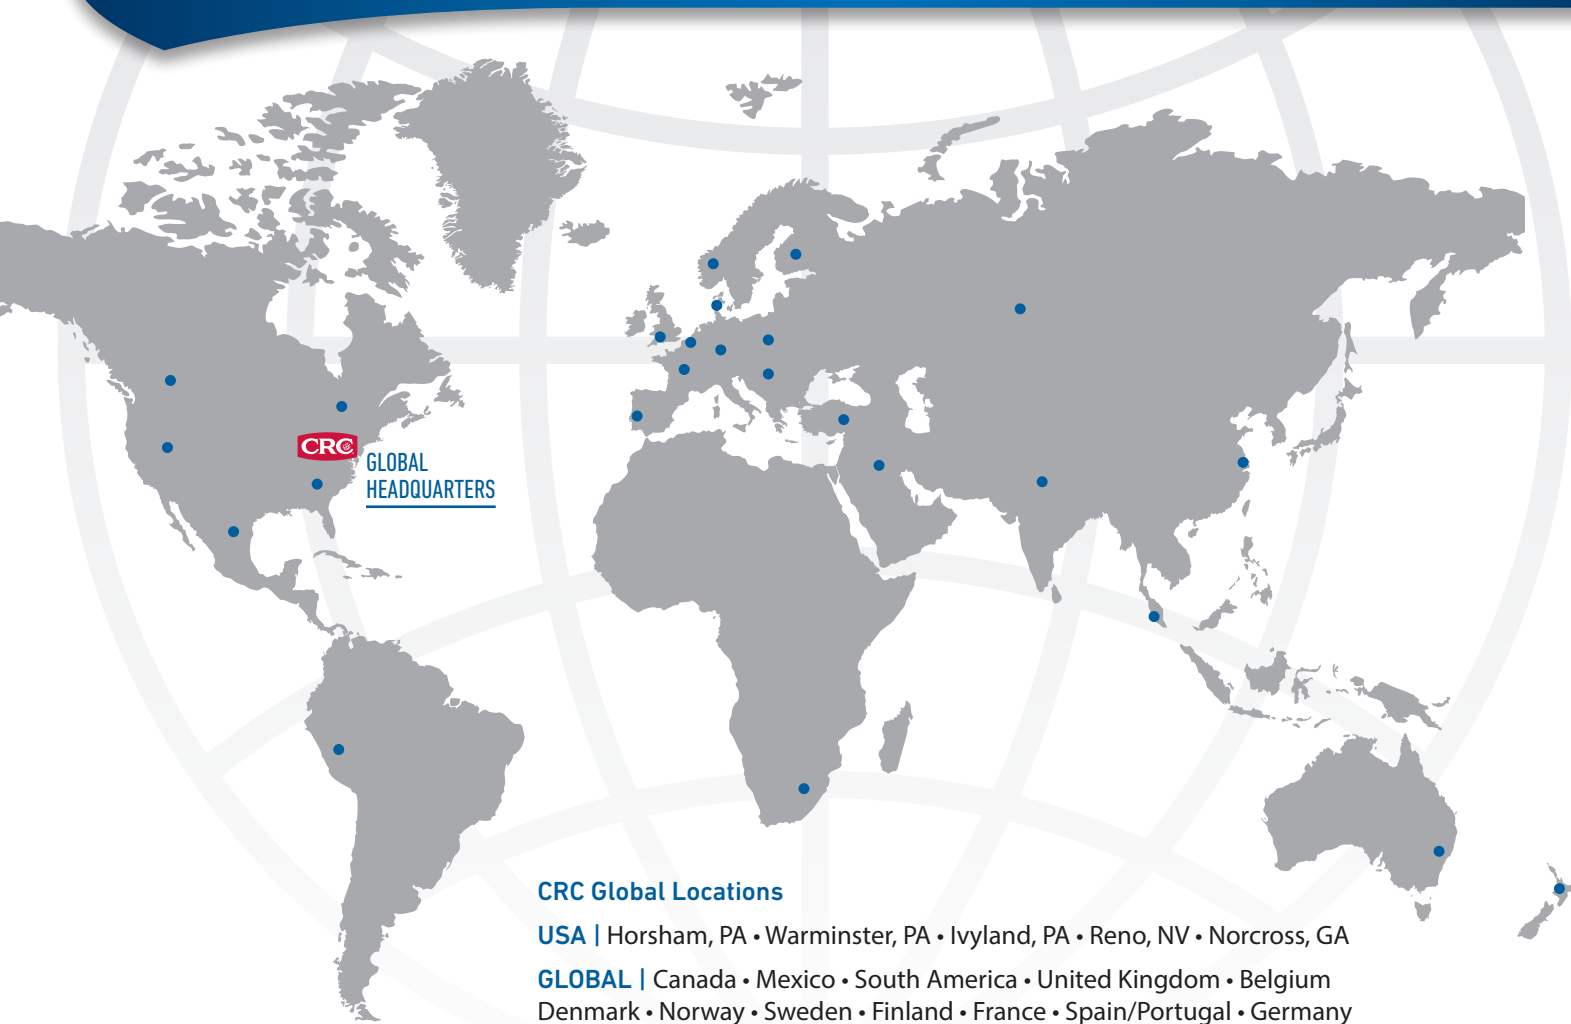 CRC
GLOBAL
HEADQUARTERS
CRC Global Locations
USA | Horsham, PA • Warminster, PA • Ivyland, PA • Reno, NV • Norcross, GA
GLOBAL | Canada • Mexico • South America • United Kingdom • Belgium
Denmark • Norway • Sweden • Finland • France • Spain/Portugal • Germany